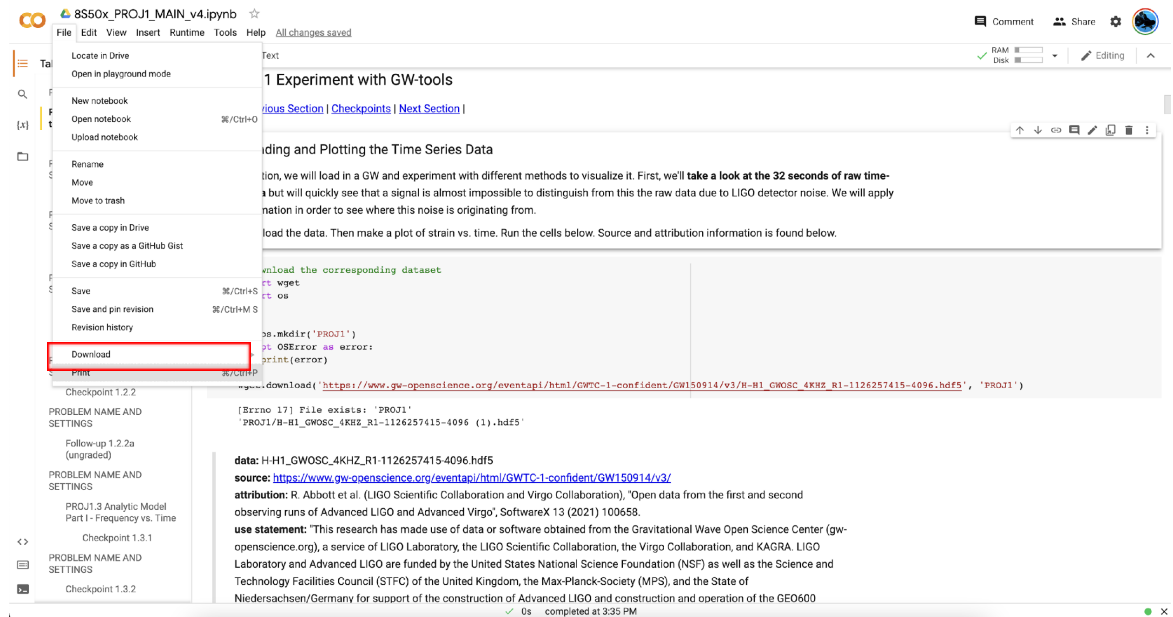 8S50x_PROJ1_MAIN_v4.ipynb
Comment
Share
File Edit View Insert Runtime Tools Help All changes saved
Locate in Drive
Open in playground mode
New notebook
Open notebook ⌘/Ctrl+O
Upload notebook
Rename
Move
Move to trash
Save a copy in Drive
Save a copy as a GitHub Gist
Save a copy in GitHub
Save ⌘/Ctrl+S
Save and pin revision ⌘/Ctrl+M S
Revision history
Download
Print ⌘/Ctrl+P
Checkpoint 1.2.2
PROBLEM NAME AND
SETTINGS
Follow-up 1.2.2a
(ungraded)
PROBLEM NAME AND
SETTINGS
PROJ1.3 Analytic Model
Part I - Frequency vs. Time
Checkpoint 1.3.1
PROBLEM NAME AND
SETTINGS
Checkpoint 1.3.2
Text
RAM
Disk
Editing
1 Experiment with GW-tools
vious Section | Checkpoints | Next Section |
ding and Plotting the Time Series Data
tion, we will load in a GW and experiment with different methods to visualize it. First, we'll take a look at the 32 seconds of raw time-
a but will quickly see that a signal is almost impossible to distinguish from this the raw data due to LIGO detector noise. We will apply
mation in order to see where this noise is originating from.
load the data. Then make a plot of strain vs. time. Run the cells below. Source and attribution information is found below.
wnload the corresponding dataset
rt wget
rt os
os.mkdir('PROJ1')
pt OSError as error:
print(error)
wget.download('https://www.gw-openscience.org/eventapi/html/GWTC-1-confident/GW150914/v3/H-H1_GWOSC_4KHZ_R1-1126257415-4096.hdf5', 'PROJ1')
[Errno 17] File exists: 'PROJ1'
'PROJ1/H-H1_GWOSC_4KHZ_R1-1126257415-4096 (1).hdf5'
data: H-H1_GWOSC_4KHZ_R1-1126257415-4096.hdf5
source: https://www.gw-openscience.org/eventapi/html/GWTC-1-confident/GW150914/v3/
attribution: R. Abbott et al. (LIGO Scientific Collaboration and Virgo Collaboration), "Open data from the first and second
observing runs of Advanced LIGO and Advanced Virgo", SoftwareX 13 (2021) 100658.
use statement: "This research has made use of data or software obtained from the Gravitational Wave Open Science Center (gw-
openscience.org), a service of LIGO Laboratory, the LIGO Scientific Collaboration, the Virgo Collaboration, and KAGRA. LIGO
Laboratory and Advanced LIGO are funded by the United States National Science Foundation (NSF) as well as the Science and
Technology Facilities Council (STFC) of the United Kingdom, the Max-Planck-Society (MPS), and the State of
Niedersachsen/Germany for support of the construction of Advanced LIGO and construction and operation of the GEO600
0s completed at 3:35 PM